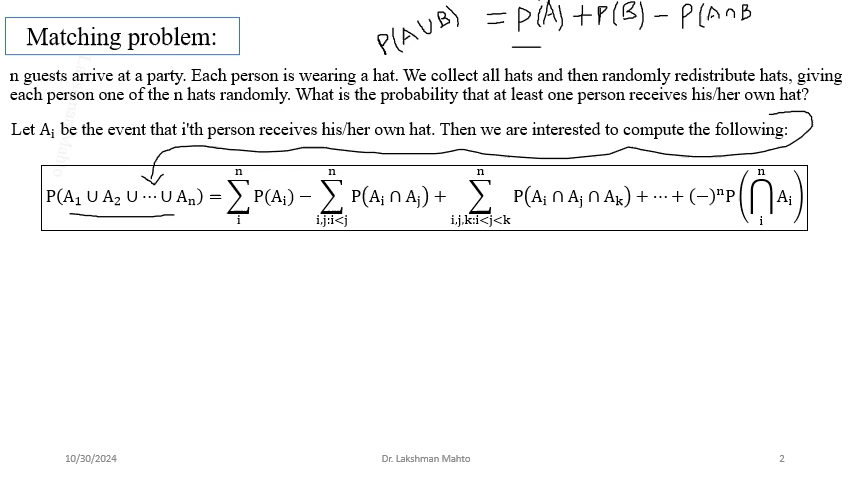 P(A∪B) = P(A) + P(B) − P(A∩B
Matching problem:
n guests arrive at a party. Each person is wearing a hat. We collect all hats and then randomly redistribute hats, giving
each person one of the n hats randomly. What is the probability that at least one person receives his/her own hat?
Let Aᵢ be the event that i'th person receives his/her own hat. Then we are interested to compute the following:
P(A₁ ∪ A₂ ∪ ⋯ ∪ Aₙ) = ∑ᵢⁿ P(Aᵢ) − ∑ⁿ_{i,j:i<j} P(Aᵢ ∩ Aⱼ) + ∑ⁿ_{i,j,k:i<j<k} P(Aᵢ ∩ Aⱼ ∩ Aₖ) + ⋯ + (−)ⁿP(⋂ᵢⁿ Aᵢ)
10/30/2024 Dr. Lakshman Mahto 2